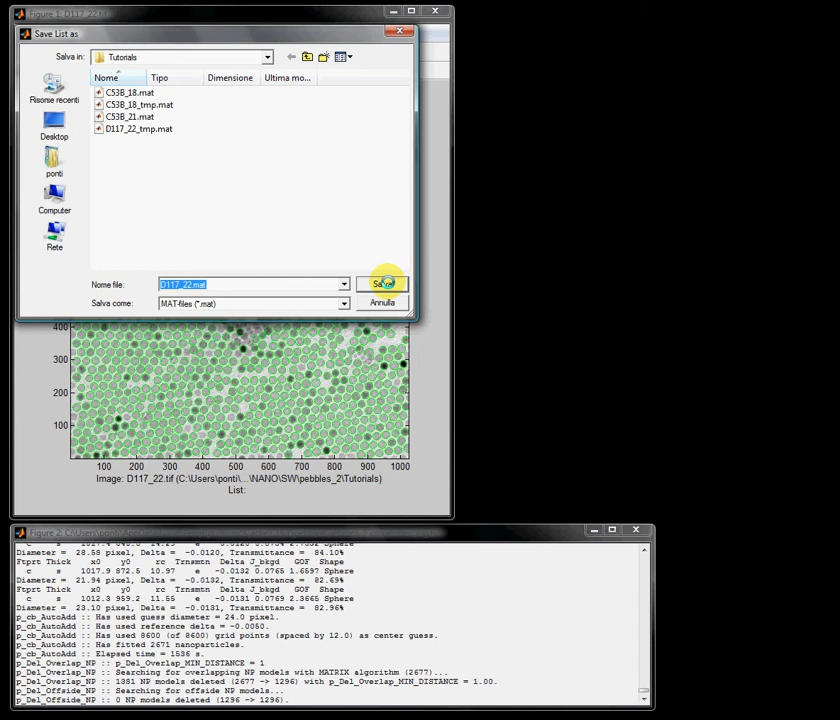 Figure 1: D117_22.tif
Save List as
Salva in:
Tutorials
Nome Tipo Dimensione Ultima mo...
C53B_18.mat
C53B_18_tmp.mat
C53B_21.mat
D117_22_tmp.mat
Risorse recenti
Desktop
ponti
Computer
Rete
Nome file:
D117_22.mat
Salva
Salva come:
MAT-files (*.mat)
Annulla
400
300
200
100
100 200 300 400 500 600 700 800 900 1000
Image: D117_22.tif (C:\Users\ponti\...\NANO\SW\pebbles_2\Tutorials)
List:
Diameter = 28.58 pixel, Delta = -0.0120, Transmittance = 84.10%
Ftprt Thick x0 y0 rc Trnsmtn Delta J_bkgd GOF Shape
c s 1017.9 872.5 10.97 e -0.0132 0.0765 1.6597 Sphere
Diameter = 21.94 pixel, Delta = -0.0132, Transmittance = 82.69%
Ftprt Thick x0 y0 rc Trnsmtn Delta J_bkgd GOF Shape
c s 1012.3 959.2 11.55 e -0.0131 0.0769 2.3665 Sphere
Diameter = 23.10 pixel, Delta = -0.0131, Transmittance = 82.96%
p_cb_AutoAdd :: Has used guess diameter = 24.0 pixel.
p_cb_AutoAdd :: Has used reference delta = -0.0050.
p_cb_AutoAdd :: Has used 8600 (of 8600) grid points (spaced by 12.0) as center guess.
p_cb_AutoAdd :: Has fitted 2671 nanoparticles.
p_cb_AutoAdd :: Elapsed time = 1536 s.
p_Del_Overlap_NP :: p_Del_Overlap_MIN_DISTANCE = 1
p_Del_Overlap_NP :: Searching for overlapping NP models with MATRIX algorithm (2677)...
p_Del_Overlap_NP :: 1381 NP models deleted (2677 -> 1296) with p_Del_Overlap_MIN_DISTANCE = 1.00.
p_Del_Offside_NP :: Searching for offside NP models...
p_Del_Offside_NP :: 0 NP models deleted (1296 -> 1296).